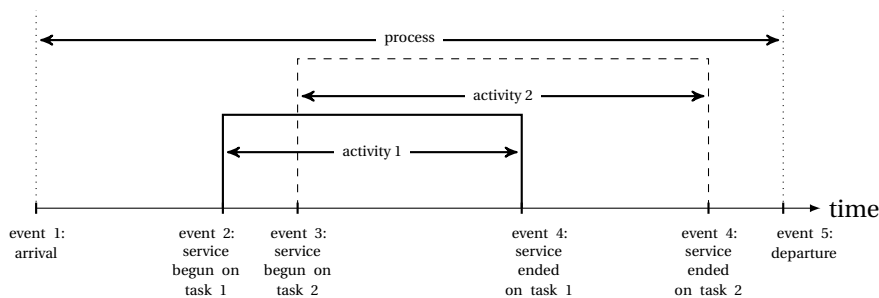 process
activity 2
activity 1
time
event 1:
arrival
event 2:
service
begun on
task 1
event 3:
service
begun on
task 2
event 4:
service
ended
on task 1
event 4:
service
ended
on task 2
event 5:
departure